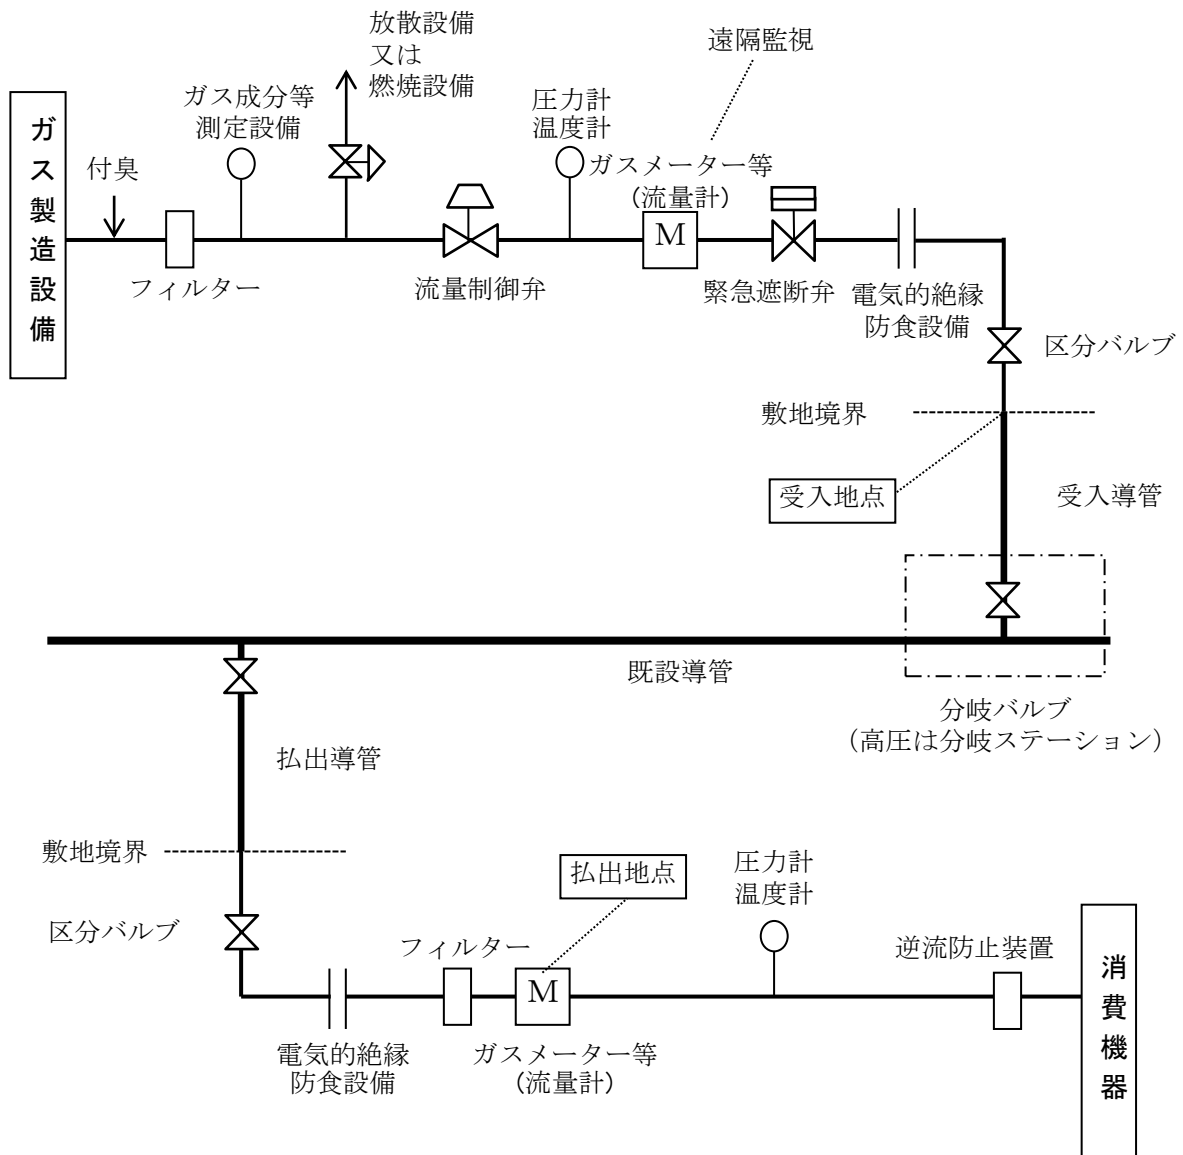 放散設備
又は
燃焼設備
遠隔監視
ガス成分等
測定設備
圧力計
温度計
ガス製造設備
付臭
ガスメーター等
(流量計)
M
フィルター
流量制御弁
緊急遮断弁
電気的絶縁
防食設備
区分バルブ
敷地境界
受入地点
受入導管
既設導管
分岐バルブ
(高圧は分岐ステーション)
払出導管
敷地境界
区分バルブ
払出地点
圧力計
温度計
フィルター
逆流防止装置
M
消費機器
電気的絶縁
防食設備
ガスメーター等
(流量計)